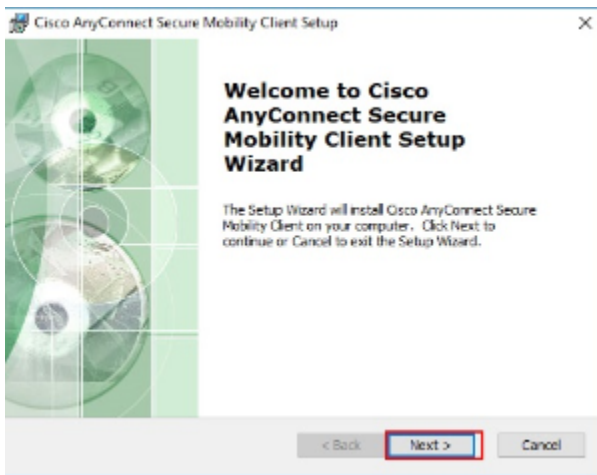 Cisco AnyConnect Secure Mobility Client Setup
Welcome to Cisco
AnyConnect Secure
Mobility Client Setup
Wizard
The Setup Wizard will install Cisco AnyConnect Secure
Mobility Client on your computer. Click Next to
continue or Cancel to exit the Setup Wizard.
< Back Next > Cancel